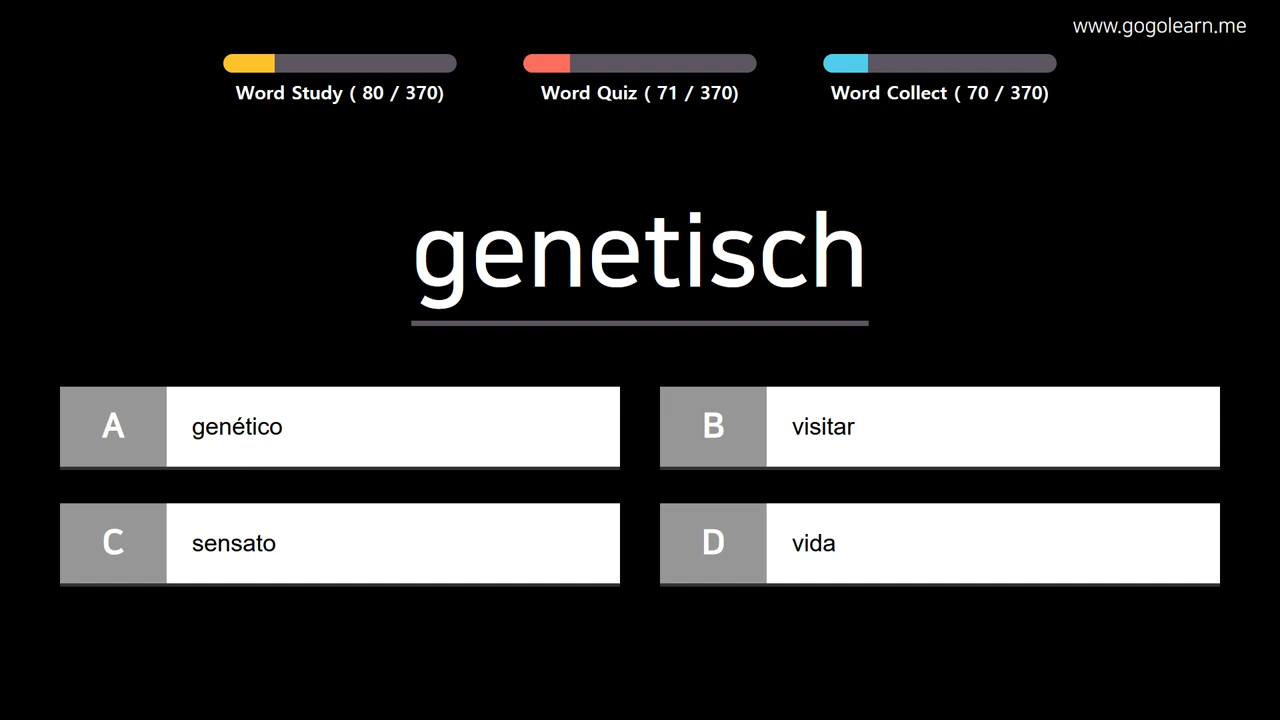 www.gogolearn.me
Word Study ( 80 / 370)
Word Quiz ( 71 / 370)
Word Collect ( 70 / 370)
genetisch
A genético
B visitar
C sensato
D vida